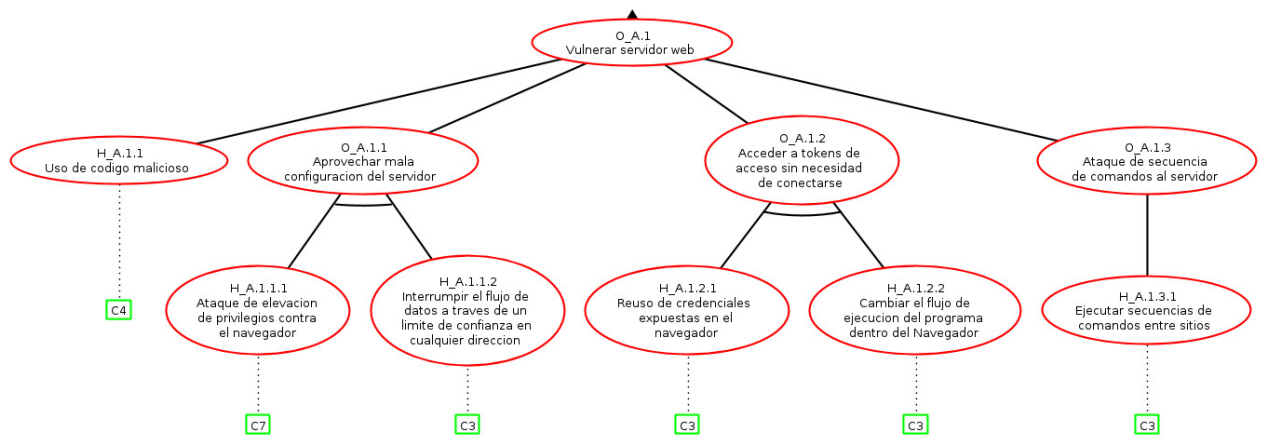 O_A.1
Vulnerar servidor web
H_A.1.1
Uso de codigo malicioso
O_A.1.1
Aprovechar mala
configuracion del servidor
O_A.1.2
Acceder a tokens de
acceso sin necesidad
de conectarse
O_A.1.3
Ataque de secuencia
de comandos al servidor
C4
H_A.1.1.1
Ataque de elevacion
de privilegios contra
el navegador
H_A.1.1.2
Interrumpir el flujo de
datos a traves de un
limite de confianza en
cualquier direccion
H_A.1.2.1
Reuso de credenciales
expuestas en el
navegador
H_A.1.2.2
Cambiar el flujo de
ejecucion del programa
dentro del Navegador
H_A.1.3.1
Ejecutar secuencias de
comandos entre sitios
C7
C3
C3
C3
C3